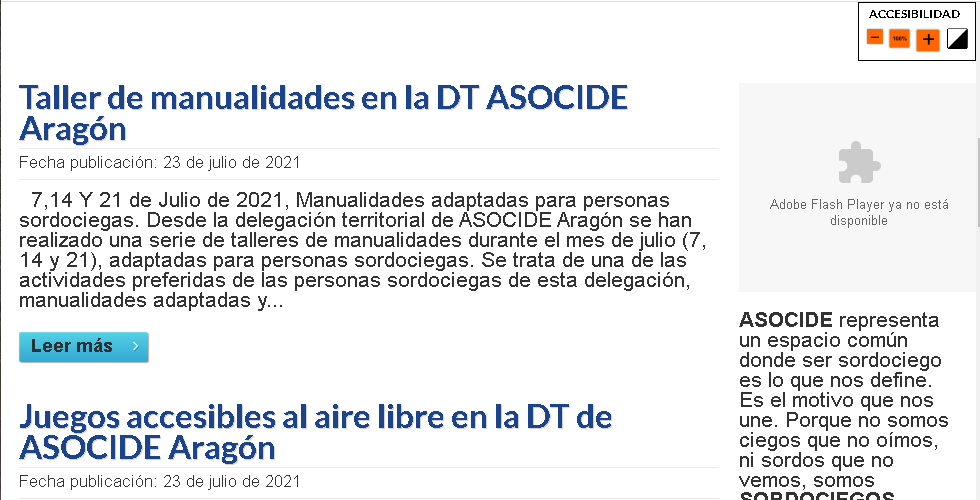 ACCESIBILIDAD
− 100% +
Taller de manualidades en la DT ASOCIDE
Aragón
Fecha publicación: 23 de julio de 2021
7,14 Y 21 de Julio de 2021, Manualidades adaptadas para personas
sordociegas. Desde la delegación territorial de ASOCIDE Aragón se han
realizado una serie de talleres de manualidades durante el mes de julio (7,
14 y 21), adaptadas para personas sordociegas. Se trata de una de las
actividades preferidas de las personas sordociegas de esta delegación,
manualidades adaptadas y...
Leer más
Juegos accesibles al aire libre en la DT de
ASOCIDE Aragón
Fecha publicación: 23 de julio de 2021
Adobe Flash Player ya no está
disponible
ASOCIDE representa
un espacio común
donde ser sordociego
es lo que nos define.
Es el motivo que nos
une. Porque no somos
ciegos que no oímos,
ni sordos que no
vemos, somos
SORDOCIEGOS